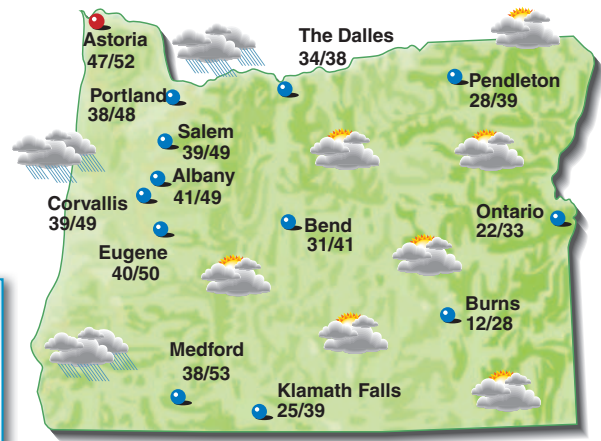 Astoria
47/52
The Dalles
34/38
Pendleton
28/39
Portland
38/48
Salem
39/49
Albany
41/49
Corvallis
39/49
Eugene
40/50
Bend
31/41
Ontario
22/33
Burns
12/28
Medford
38/53
Klamath Falls
25/39